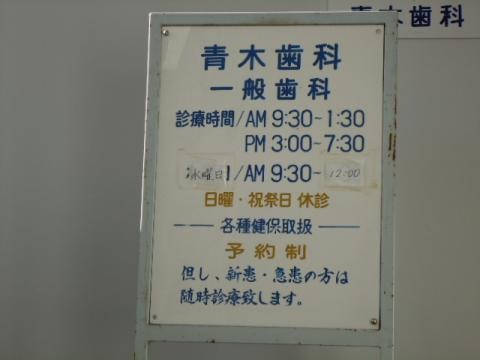 青木歯科
青木歯科
一般歯科
診療時間/AM 9:30~1:30
PM 3:00~7:30
水曜日/AM 9:30~12:00
日曜・祝祭日 休診
各種健保取扱
予約制
但し、新患・急患の方は
随時診療致します。